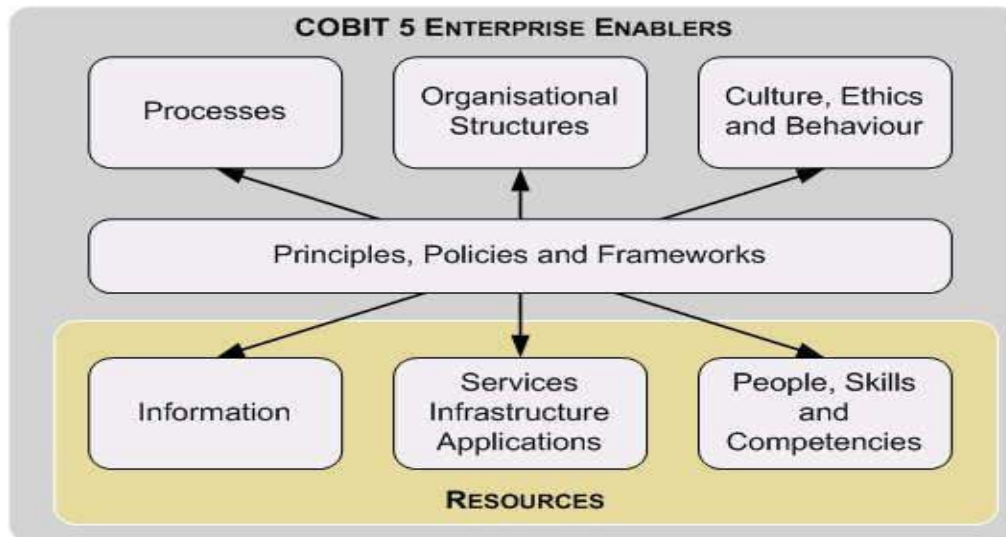 COBIT 5 ENTERPRISE ENABLERS
Processes
Organisational
Structures
Culture, Ethics
and Behaviour
Principles, Policies and Frameworks
Information
Services
Infrastructure
Applications
People, Skills
and
Competencies
RESOURCES